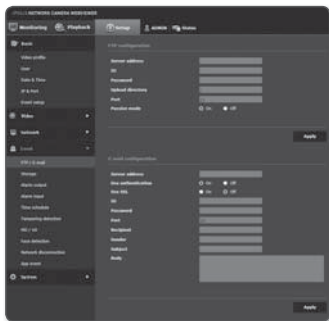 NETWORK CAMERA WEBVIEWER
Monitoring
Playback
Setup
ADMIN
Status
Basic
Video profile
User
Date & Time
IP & Port
Event setup
Video
Network
Event
FTP / E-mail
Storage
Alarm output
Alarm input
Time schedule
Tampering detection
Face detection
Network disconnection
App event
System
FTP configuration
Server address
ID
Password
Upload directory
Port
Passive mode
On
Off
Apply
E-mail configuration
Server address
Use authentication
On
Off
Use SSL
On
Off
ID
Password
Port
Recipient
Sender
Subject
Body
Apply